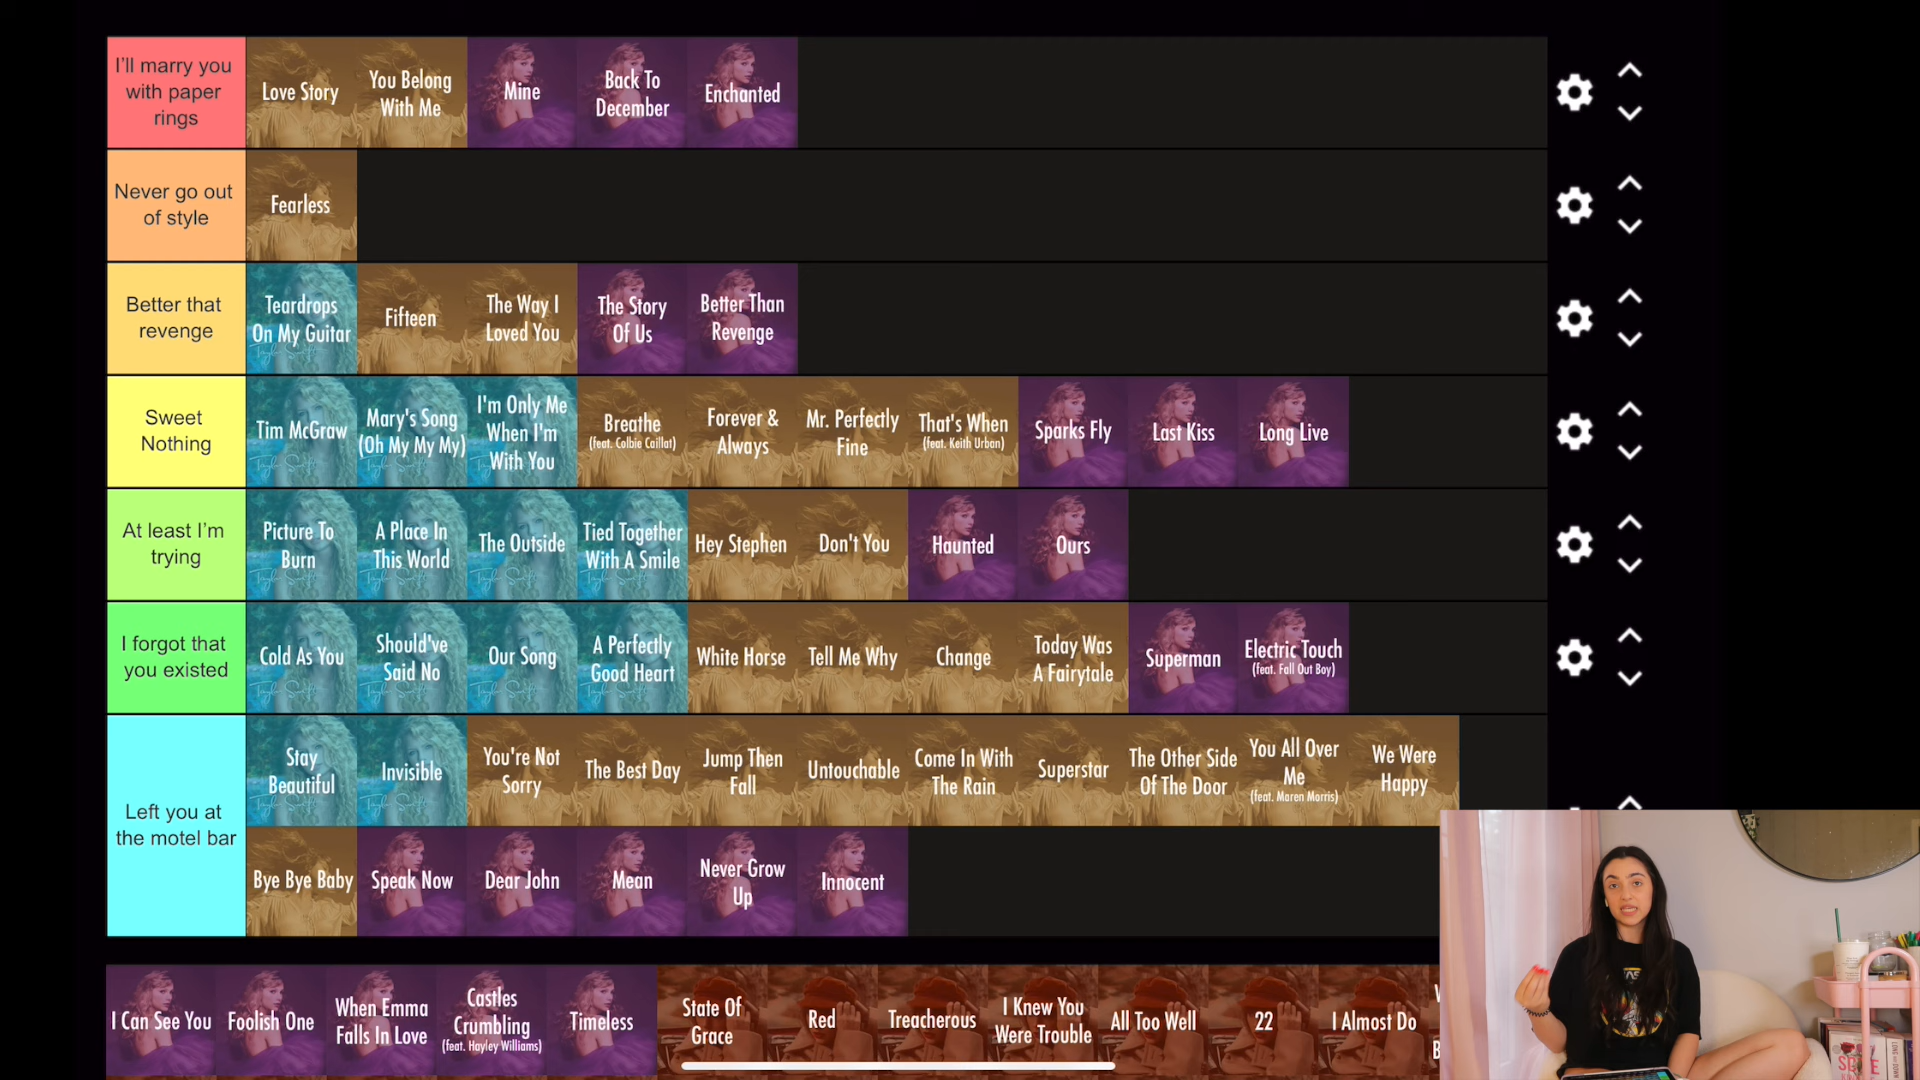 I'll marry you
with paper
rings
Love Story
You Belong
With Me
Mine
Back To
December
Enchanted
Never go out
of style
Fearless
Better that
revenge
Teardrops
On My Guitar
Fifteen
The Way I
Loved You
The Story
Of Us
Better Than
Revenge
Sweet
Nothing
Tim McGraw
Mary's Song
(Oh My My My)
I'm Only Me
When I'm
With You
Breathe
(feat. Colbie Caillat)
Forever &
Always
Mr. Perfectly
Fine
That's When
(feat. Keith Urban)
Sparks Fly
Last Kiss
Long Live
At least I'm
trying
Picture To
Burn
A Place In
This World
The Outside
Tied Together
With A Smile
Hey Stephen
Don't You
Haunted
Ours
I forgot that
you existed
Cold As You
Should've
Said No
Our Song
A Perfectly
Good Heart
White Horse
Tell Me Why
Change
Today Was
A Fairytale
Superman
Electric Touch
(feat. Fall Out Boy)
Left you at
the motel bar
Stay
Beautiful
Invisible
You're Not
Sorry
The Best Day
Jump Then
Fall
Untouchable
Come In With
The Rain
Superstar
The Other Side
Of The Door
You All Over
Me
(feat. Maren Morris)
We Were
Happy
Bye Bye Baby
Speak Now
Dear John
Mean
Never Grow
Up
Innocent
I Can See You
Foolish One
When Emma
Falls In Love
Castles
Crumbling
(feat. Hayley Williams)
Timeless
State Of
Grace
Red
Treacherous
I Knew You
Were Trouble
All Too Well
22
I Almost Do